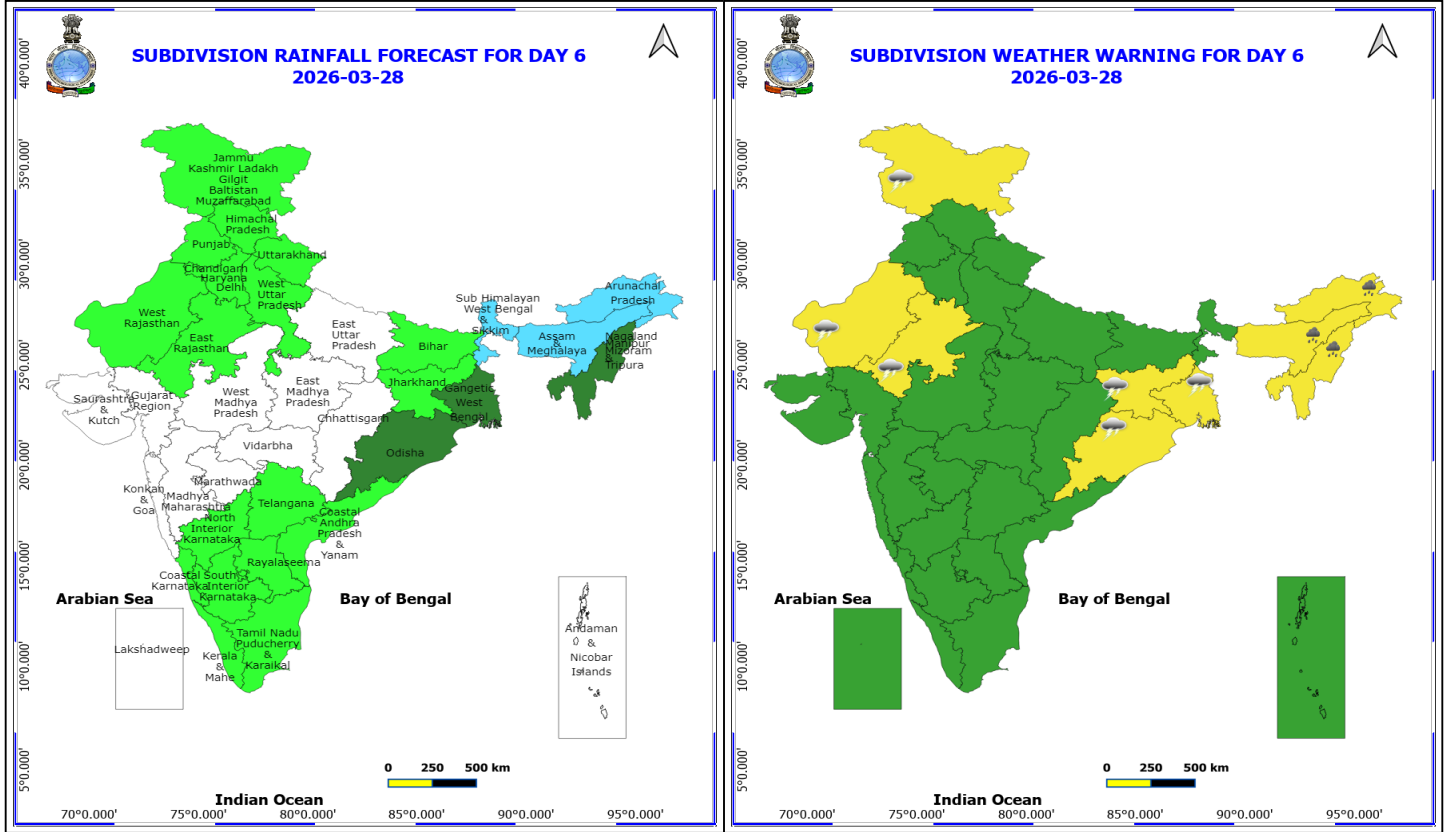 SUBDIVISION RAINFALL FORECAST FOR DAY 6
2026-03-28
40°0.000'
35°0.000'
30°0.000'
25°0.000'
20°0.000'
15°0.000'
10°0.000'
5°0.000'
Jammu
Kashmir Ladakh
Gilgit
Baltistan
Muzaffarabad
Himachal
Pradesh
Punjab
Uttarakhand
Chandigarh
Haryana
Delhi
West
Uttar
Pradesh
West
Rajasthan
East
Rajasthan
East
Uttar
Pradesh
Sub Himalayan
West Bengal
&
Sikkim
Arunachal
Pradesh
Assam
&
Meghalaya
Nagaland
Manipur
Mizoram
&
Tripura
Bihar
Jharkhand
Gangetic
West
Bengal
Saurashtra
&
Kutch
Gujarat
Region
West
Madhya
Pradesh
East
Madhya
Pradesh
Chhattisgarh
Vidarbha
Odisha
Konkan
&
Goa
Marathwada
Madhya
Maharashtra
Telangana
North
Interior
Karnataka
Coastal
Andhra
Pradesh
&
Yanam
Rayalaseema
Coastal
Karnataka
South
Interior
Karnataka
Tamil Nadu
Puducherry
&
Karaikal
Kerala
&
Mahe
Arabian Sea
Bay of Bengal
Lakshadweep
Andaman
&
Nicobar
Islands
0 250 500 km
Indian Ocean
70°0.000' 75°0.000' 80°0.000' 85°0.000' 90°0.000' 95°0.000'
SUBDIVISION WEATHER WARNING FOR DAY 6
2026-03-28
40°0.000'
35°0.000'
30°0.000'
25°0.000'
20°0.000'
15°0.000'
10°0.000'
5°0.000'
Arabian Sea
Bay of Bengal
0 250 500 km
Indian Ocean
70°0.000' 75°0.000' 80°0.000' 85°0.000' 90°0.000' 95°0.000'